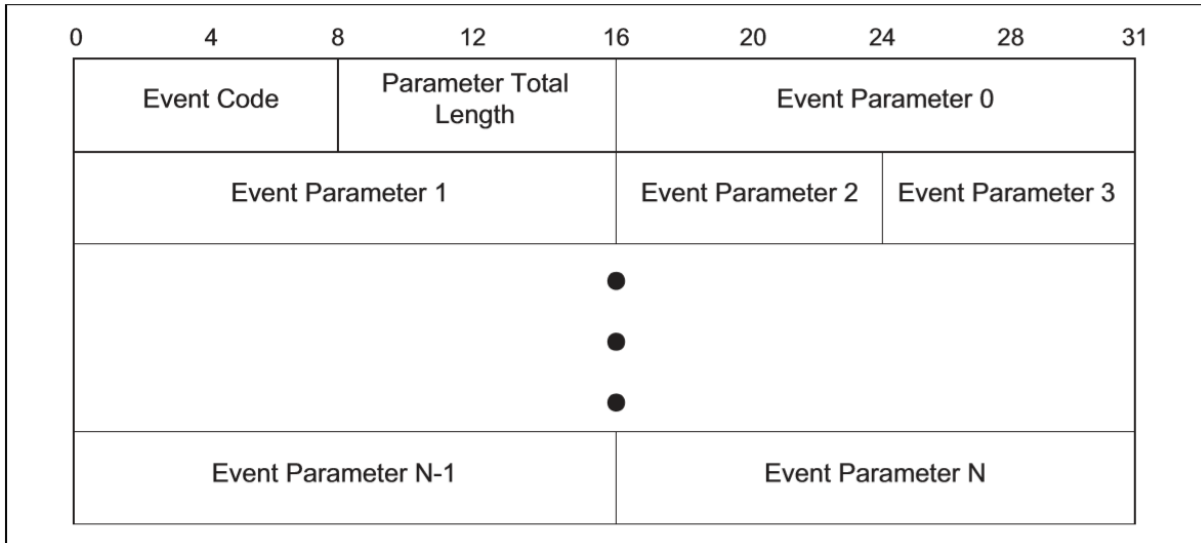 0 4 8 12 16 20 24 28 31
Event Code
Parameter Total
Length
Event Parameter 0
Event Parameter 1
Event Parameter 2
Event Parameter 3
Event Parameter N-1
Event Parameter N